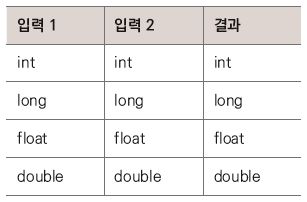 입력 1 입력 2 결과
int int int
long long long
float float float
double double double